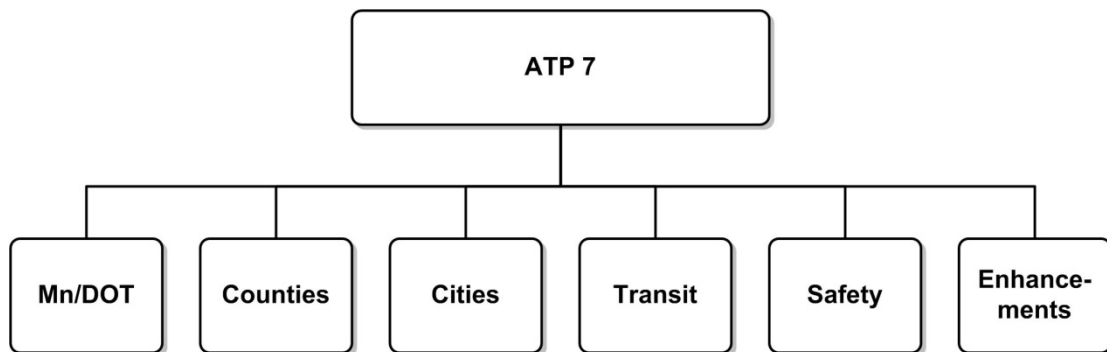 ATP 7
Mn/DOT
Counties
Cities
Transit
Safety
Enhance-
ments